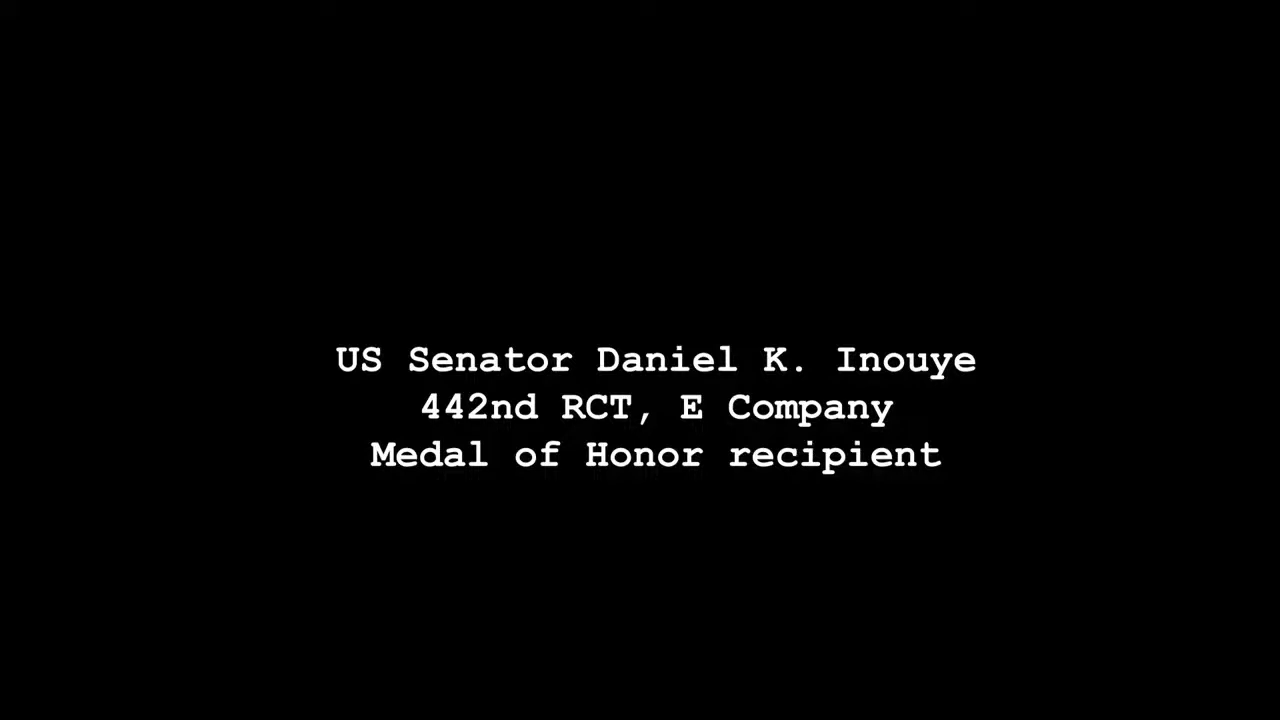 US Senator Daniel K. Inouye
442nd RCT, E Company
Medal of Honor recipient